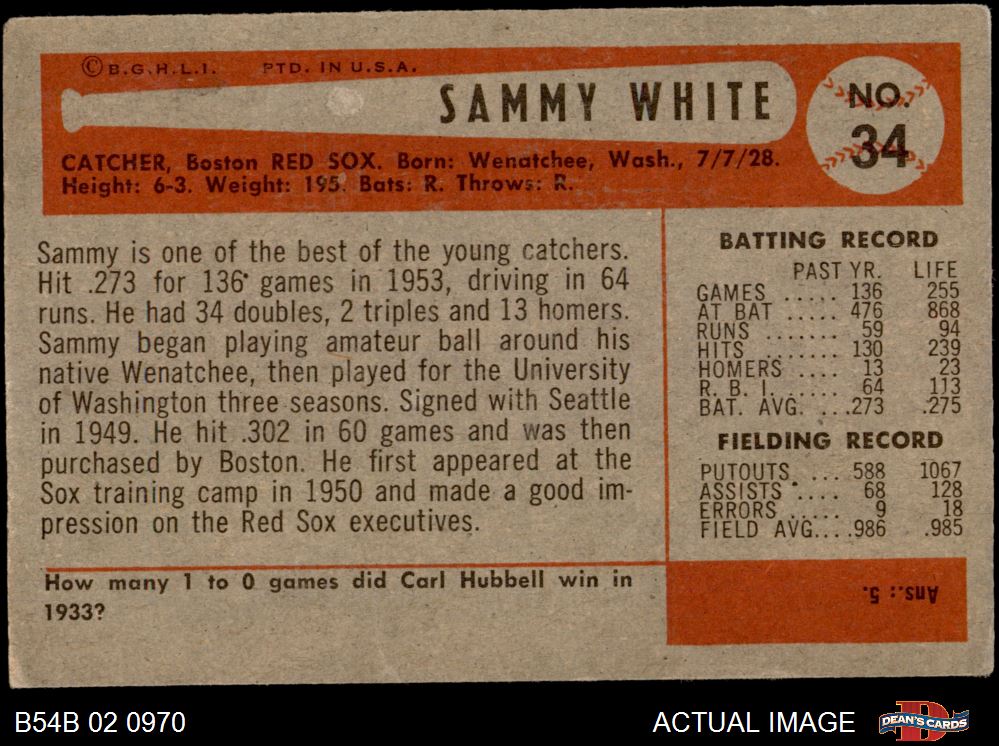 © B.G.H.L.I. PTD. IN U.S.A.
SAMMY WHITE
NO. 34
CATCHER, Boston RED SOX. Born: Wenatchee, Wash., 7/7/28.
Height: 6-3. Weight: 195. Bats: R. Throws: R.
Sammy is one of the best of the young catchers.
Hit .273 for 136 games in 1953, driving in 64
runs. He had 34 doubles, 2 triples and 13 homers.
Sammy began playing amateur ball around his
native Wenatchee, then played for the University
of Washington three seasons. Signed with Seattle
in 1949. He hit .302 in 60 games and was then
purchased by Boston. He first appeared at the
Sox training camp in 1950 and made a good im-
pression on the Red Sox executives.
BATTING RECORD
PAST YR. LIFE
GAMES ..... 136 255
AT BAT ..... 476 868
RUNS ....... 59 94
HITS ........ 130 239
HOMERS .... 13 23
R. B. I. ...... 64 113
BAT. AVG. ... .273 .275
FIELDING RECORD
PUTOUTS.... 588 1067
ASSISTS .... 68 128
ERRORS ..... 9 18
FIELD AVG.... .986 .985
How many 1 to 0 games did Carl Hubbell win in
1933?
Ans.: 5.
B54B 02 0970
ACTUAL IMAGE
DEAN'S CARDS